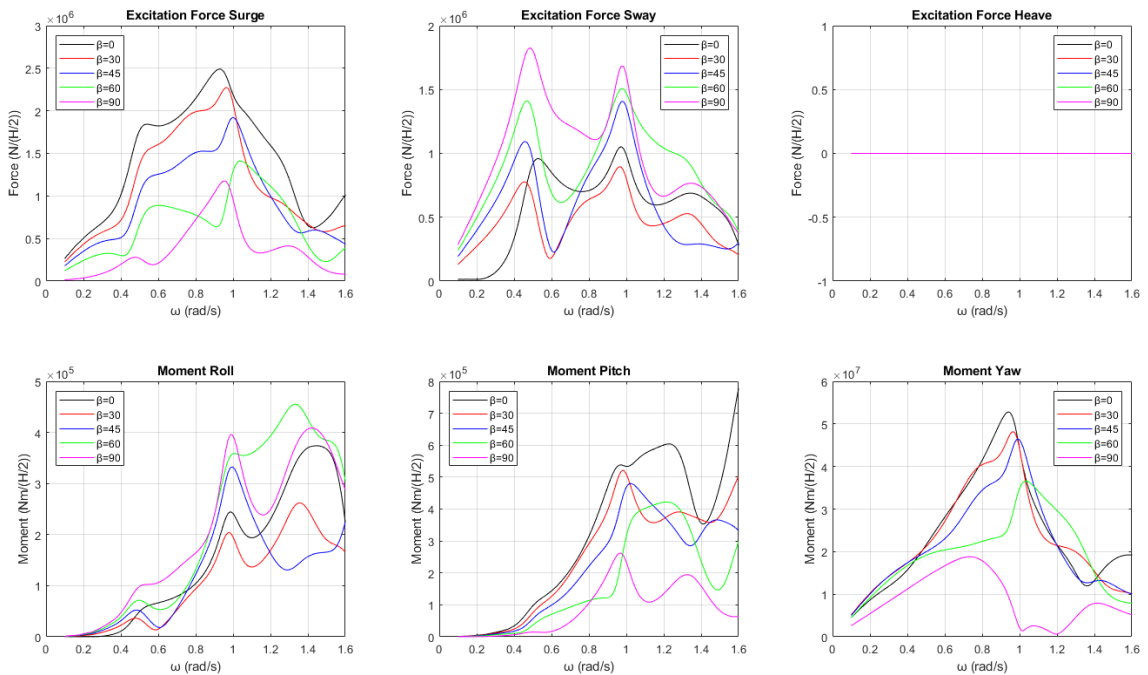 Excitation Force Surge
×10⁶
3
2.5
2
1.5
1
0.5
0
Force (N/(H/2))
β=0
β=30
β=45
β=60
β=90
0 0.2 0.4 0.6 0.8 1 1.2 1.4 1.6
ω (rad/s)
Excitation Force Sway
×10⁶
2
1.5
1
0.5
0
Force (N/(H/2))
β=0
β=30
β=45
β=60
β=90
0 0.2 0.4 0.6 0.8 1 1.2 1.4 1.6
ω (rad/s)
Excitation Force Heave
1
0.5
0
-0.5
-1
Force (N/(H/2))
β=0
β=30
β=45
β=60
β=90
0 0.2 0.4 0.6 0.8 1 1.2 1.4 1.6
ω (rad/s)
Moment Roll
×10⁵
5
4
3
2
1
0
Moment (Nm/(H/2))
β=0
β=30
β=45
β=60
β=90
0 0.2 0.4 0.6 0.8 1 1.2 1.4 1.6
ω (rad/s)
Moment Pitch
×10⁵
8
7
6
5
4
3
2
1
0
Moment (Nm/(H/2))
β=0
β=30
β=45
β=60
β=90
0 0.2 0.4 0.6 0.8 1 1.2 1.4 1.6
ω (rad/s)
Moment Yaw
×10⁷
6
5
4
3
2
1
0
Moment (Nm/(H/2))
β=0
β=30
β=45
β=60
β=90
0 0.2 0.4 0.6 0.8 1 1.2 1.4 1.6
ω (rad/s)